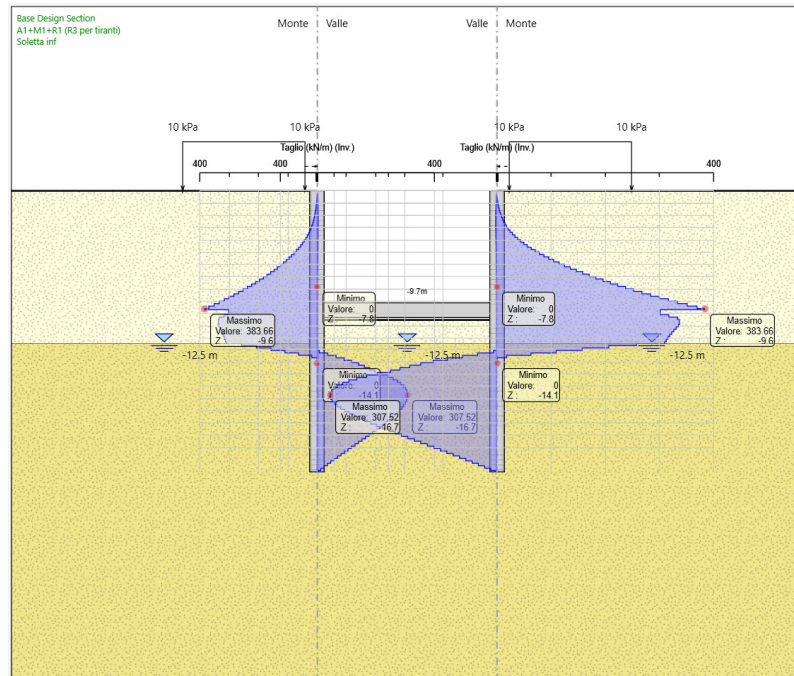 Base Design Section
A1+M1+R1 (R3 per tiranti)
Soletta inf
Monte Valle Valle Monte
10 kPa 10 kPa 10 kPa 10 kPa
Taglio (kN/m) (Inv.) Taglio (kN/m) (Inv.)
400 400 400 400
-9.7m
Minimo
Valore: 0
Z : -7.8
Minimo
Valore: 0
Z : -7.8
Massimo
Valore: 383.66
Z : -9.6
Massimo
Valore: 383.66
Z : -9.6
-12.5 m -12.5 m -12.5 m
Minimo
Valore: 0
Z : -14.1
Minimo
Valore: 0
Z : -14.1
Massimo
Valore: 307.52
Z : -16.7
Massimo
Valore: 307.52
Z : -16.7